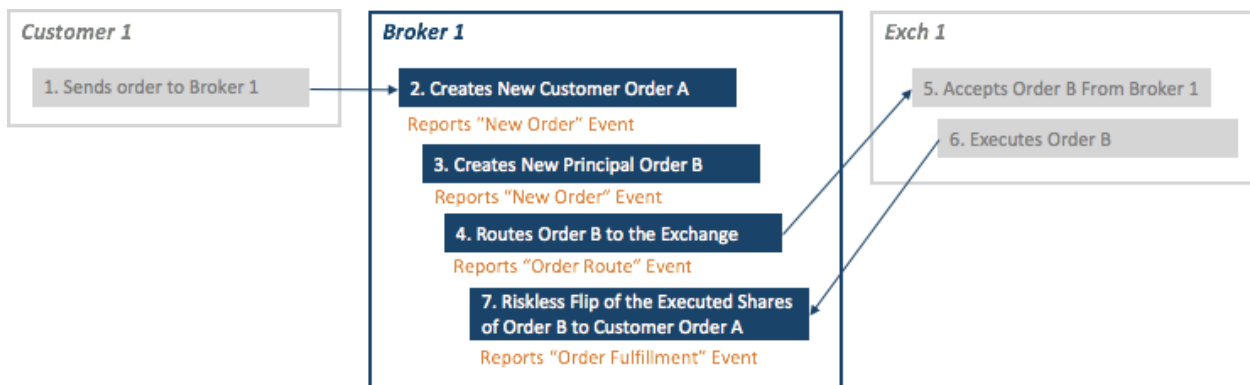 Customer 1
1. Sends order to Broker 1
Broker 1
2. Creates New Customer Order A
Reports "New Order" Event
3. Creates New Principal Order B
Reports "New Order" Event
4. Routes Order B to the Exchange
Reports "Order Route" Event
7. Riskless Flip of the Executed Shares
of Order B to Customer Order A
Reports "Order Fulfillment" Event
Exch 1
5. Accepts Order B From Broker 1
6. Executes Order B